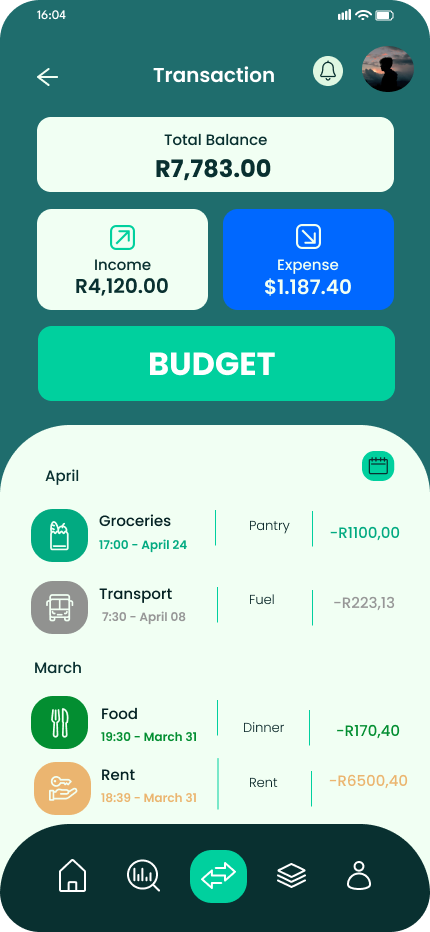 16:04
Transaction
Total Balance
R7,783.00
Income
R4,120.00
Expense
$1.187.40
BUDGET
April
Groceries
17:00 - April 24
Pantry
-R1100,00
Transport
7:30 - April 08
Fuel
-R223,13
March
Food
19:30 - March 31
Dinner
-R170,40
Rent
18:39 - March 31
Rent
-R6500,40